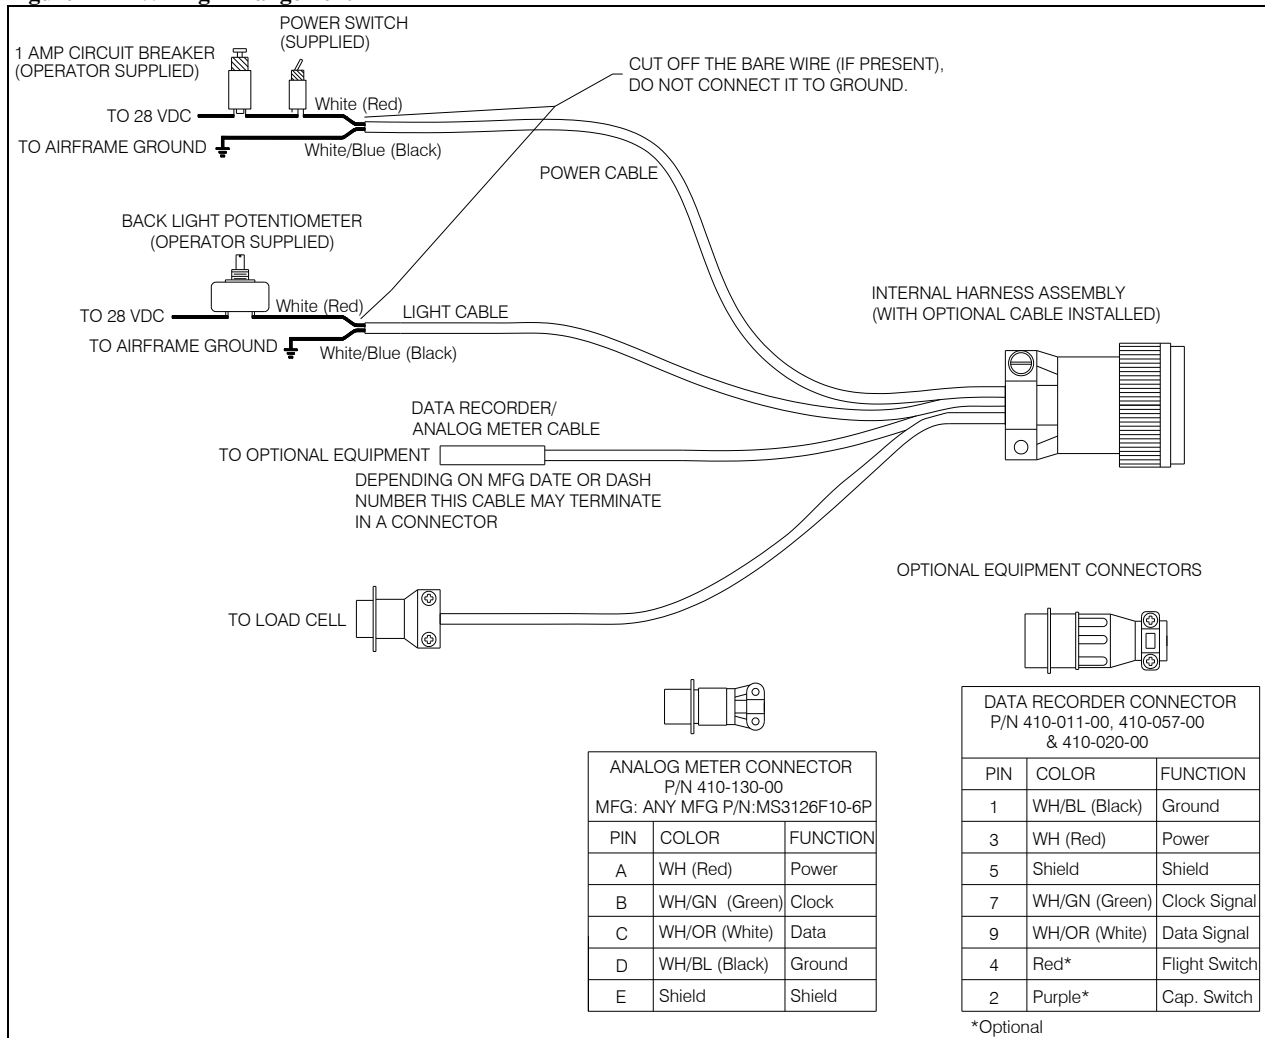 POWER SWITCH
(SUPPLIED)
1 AMP CIRCUIT BREAKER
(OPERATOR SUPPLIED)
CUT OFF THE BARE WIRE (IF PRESENT),
DO NOT CONNECT IT TO GROUND.
White (Red)
TO 28 VDC
TO AIRFRAME GROUND
White/Blue (Black)
POWER CABLE
BACK LIGHT POTENTIOMETER
(OPERATOR SUPPLIED)
INTERNAL HARNESS ASSEMBLY
(WITH OPTIONAL CABLE INSTALLED)
White (Red)
LIGHT CABLE
TO 28 VDC
TO AIRFRAME GROUND
White/Blue (Black)
DATA RECORDER/
ANALOG METER CABLE
TO OPTIONAL EQUIPMENT
DEPENDING ON MFG DATE OR DASH
NUMBER THIS CABLE MAY TERMINATE
IN A CONNECTOR
OPTIONAL EQUIPMENT CONNECTORS
TO LOAD CELL
ANALOG METER CONNECTOR
P/N 410-130-00
MFG: ANY MFG P/N:MS3126F10-6P
PIN COLOR FUNCTION
A WH (Red) Power
B WH/GN (Green) Clock
C WH/OR (White) Data
D WH/BL (Black) Ground
E Shield Shield
DATA RECORDER CONNECTOR
P/N 410-011-00, 410-057-00
& 410-020-00
PIN COLOR FUNCTION
1 WH/BL (Black) Ground
3 WH (Red) Power
5 Shield Shield
7 WH/GN (Green) Clock Signal
9 WH/OR (White) Data Signal
4 Red* Flight Switch
2 Purple* Cap. Switch
*Optional